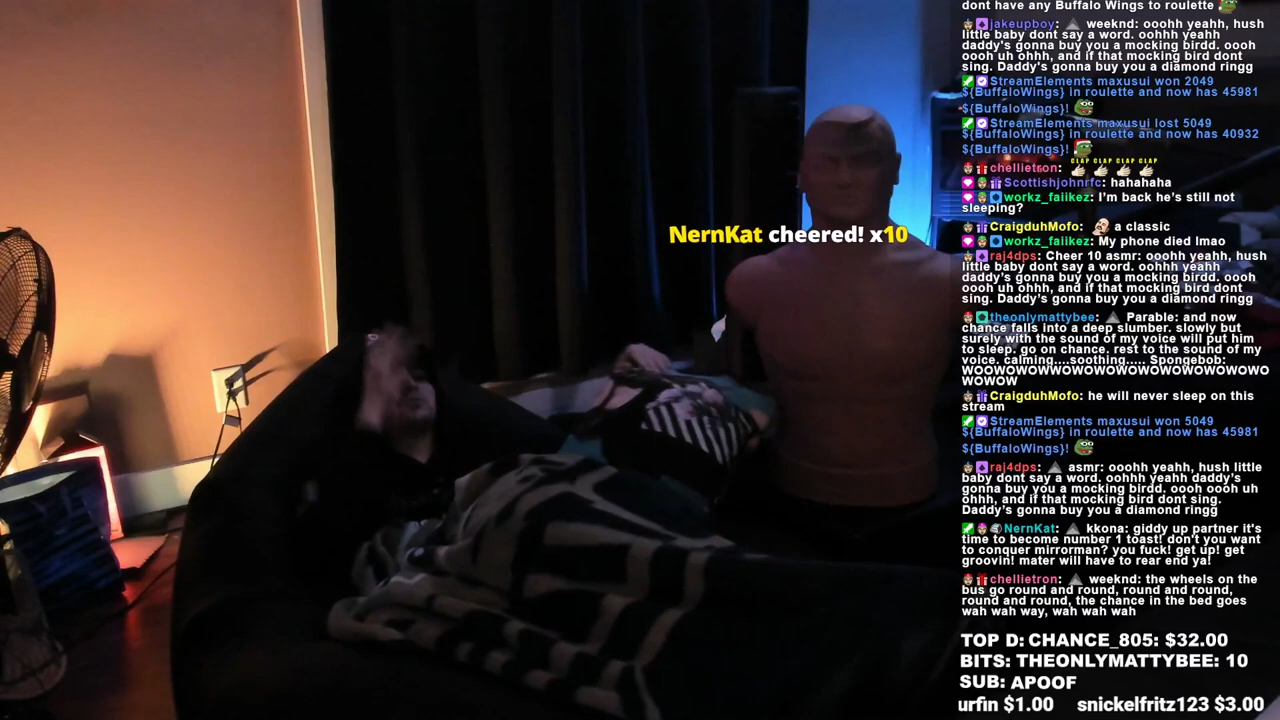 dont have any Buffalo Wings to roulette
jakeupboy: weeknd: ooohh yeahh, hush
little baby dont say a word. oohhh yeahh
daddy's gonna buy you a mocking birdd. oooh
oooh uh ohhh, and if that mocking bird dont
sing. Daddy's gonna buy you a diamond ringg
StreamElements maxusui won 2049
${BuffaloWings} in roulette and now has 45981
${BuffaloWings}!
StreamElements maxusui lost 5049
${BuffaloWings} in roulette and now has 40932
${BuffaloWings}!
CLAP CLAP CLAP CLAP
chellietron:
Scottishjohnrfc: hahahaha
workz_faiikez: I'm back he's still not
sleeping?
CraigduhMofo: a classic
NernKat cheered! x10
workz_faiikez: My phone died lmao
raj4dps: Cheer 10 asmr: ooohh yeahh, hush
little baby dont say a word. oohhh yeahh
daddy's gonna buy you a mocking birdd. oooh
oooh uh ohhh, and if that mocking bird dont
sing. Daddy's gonna buy you a diamond ringg
theonlymattybee: Parable: and now
chance falls into a deep slumber. slowly but
surely with the sound of my voice will put him
to sleep. go on chance. rest to the sound of my
voice. calming....soothing..... Spongebob:
WOOWOWOWWOWOWOWOWOWOWOWOWOWO
WOWOW
CraigduhMofo: he will never sleep on this
stream
StreamElements maxusui won 5049
${BuffaloWings} in roulette and now has 45981
${BuffaloWings}!
raj4dps: asmr: ooohh yeahh, hush little
baby dont say a word. oohhh yeahh daddy's
gonna buy you a mocking birdd. oooh oooh uh
ohhh, and if that mocking bird dont sing.
Daddy's gonna buy you a diamond ringg
NernKat: kkona: giddy up partner it's
time to become number 1 toast! don't you want
to conquer mirrorman? you fuck! get up! get
groovin! mater will have to rear end ya!
chellietron: weeknd: the wheels on the
bus go round and round, round and round,
round and round, the chance in the bed goes
wah wah way, wah wah wah
TOP D: CHANCE_805: $32.00
BITS: THEONLYMATTYBEE: 10
SUB: APOOF
urfin $1.00 snickelfritz123 $3.00